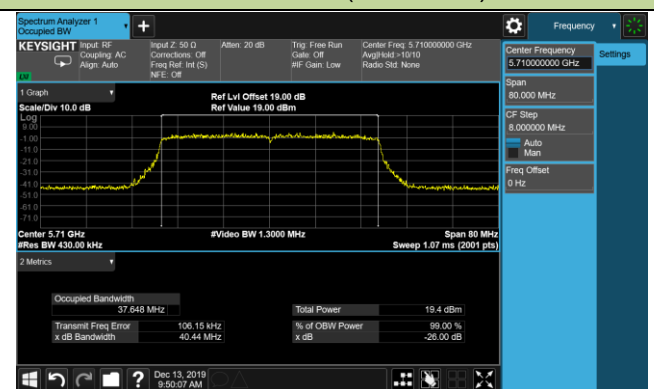 Spectrum Analyzer 1
Occupied BW
+
Frequency
KEYSIGHT
Input: RF
Coupling: AC
Align: Auto
Input Z: 50 Ω
Corrections: Off
Freq Ref: Int (S)
NFE: Off
Atten: 20 dB
Trig: Free Run
Gate: Off
#IF Gain: Low
Center Freq: 5.710000000 GHz
Avg|Hold:>10/10
Radio Std: None
Center Frequency
5.710000000 GHz
Settings
Span
80.000 MHz
CF Step
8.000000 MHz
Auto
Man
Freq Offset
0 Hz
1 Graph
Scale/Div 10.0 dB
Ref Lvl Offset 19.00 dB
Ref Value 19.00 dBm
Log
9.00
-1.00
-11.0
-21.0
-31.0
-41.0
-51.0
-61.0
-71.0
Center 5.71 GHz
#Video BW 1.3000 MHz
Span 80 MHz
#Res BW 430.00 kHz
Sweep 1.07 ms (2001 pts)
2 Metrics
Occupied Bandwidth
37.648 MHz
Total Power 19.4 dBm
Transmit Freq Error 106.15 kHz
% of OBW Power 99.00 %
x dB Bandwidth 40.44 MHz
x dB -26.00 dB
?
Dec 13, 2019
9:50:07 AM